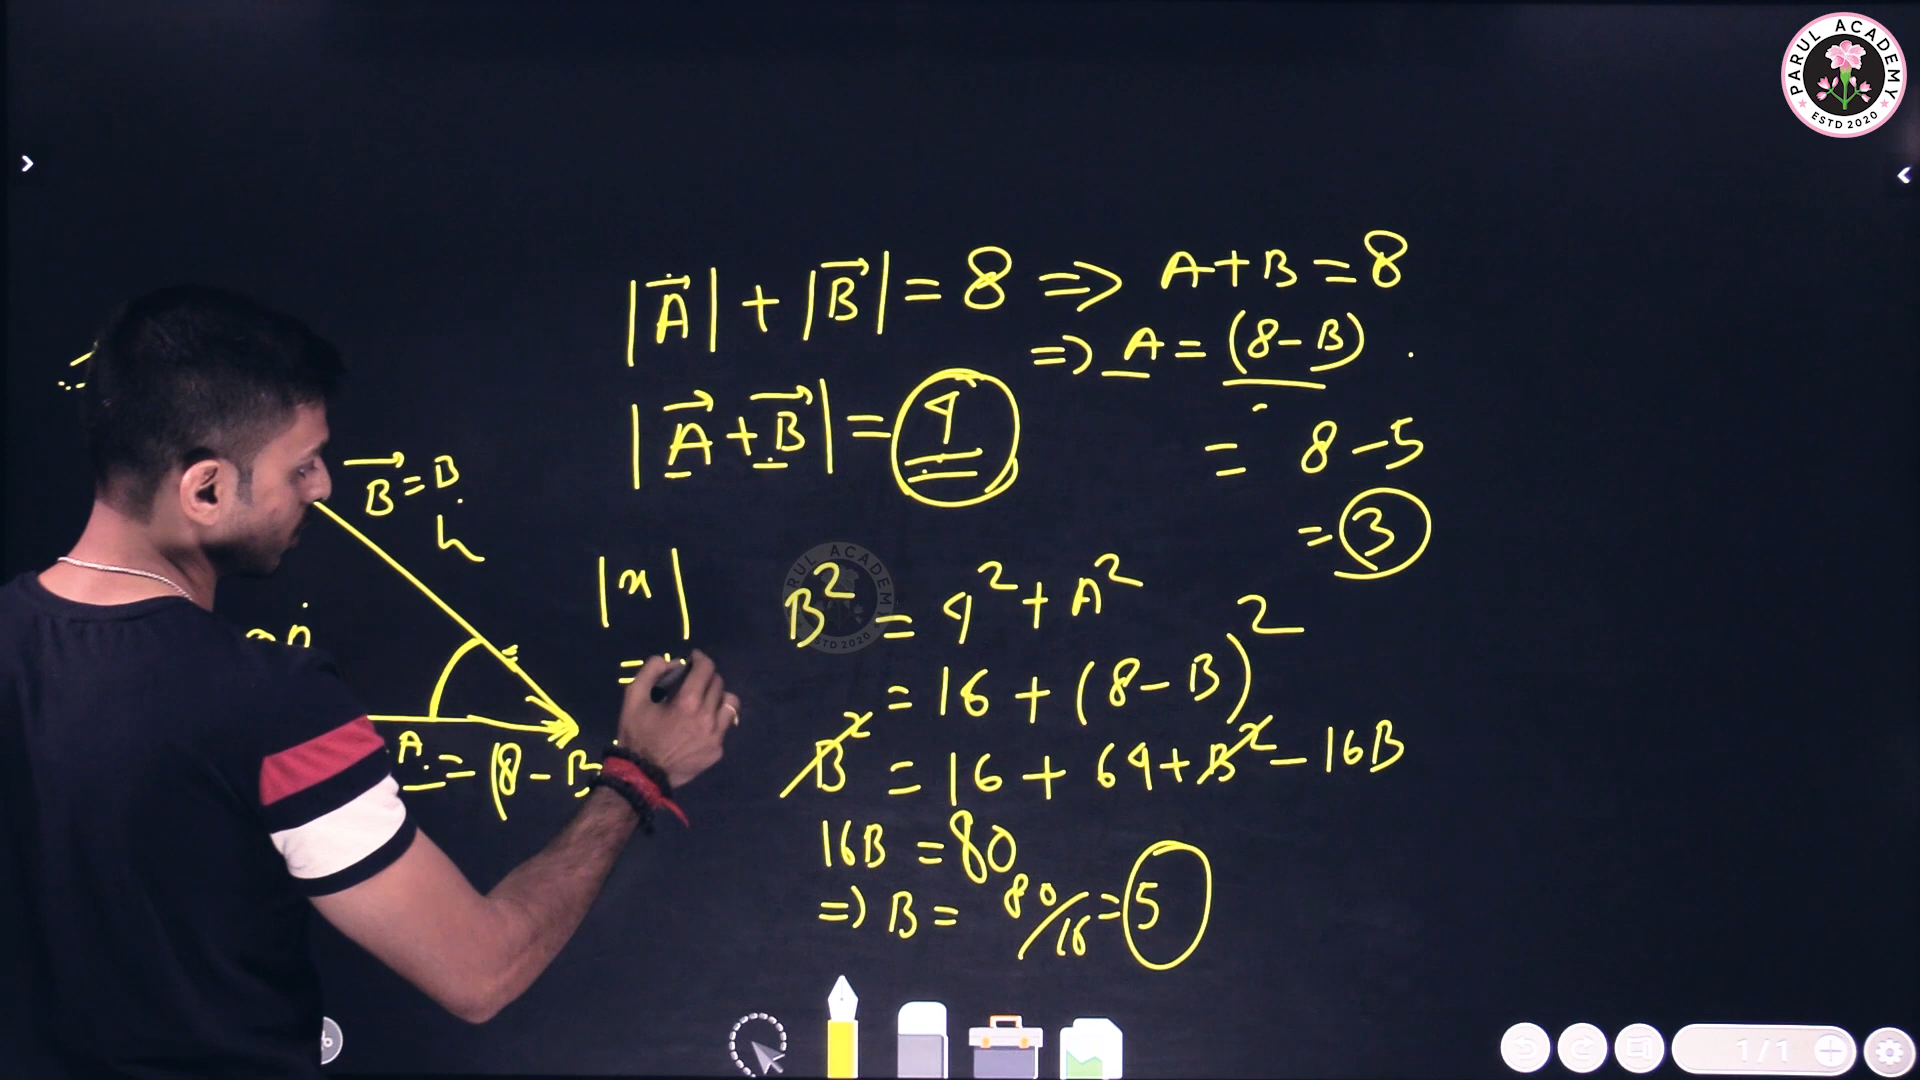 PARUL ACADEMY
ESTD 2020
|A⃗| + |B⃗| = 8 ⇒ A + B = 8
⇒ A = (8 - B)
|A⃗ + B⃗| = 4
= 8 - 5
= 3
B⃗ = B
h
|x|
=
A = (8 - B
B² = 4² + A²
= 16 + (8 - B)²
B² = 16 + 64 + B² - 16B
16B = 80
⇒ B = 80/16 = 5
1/1